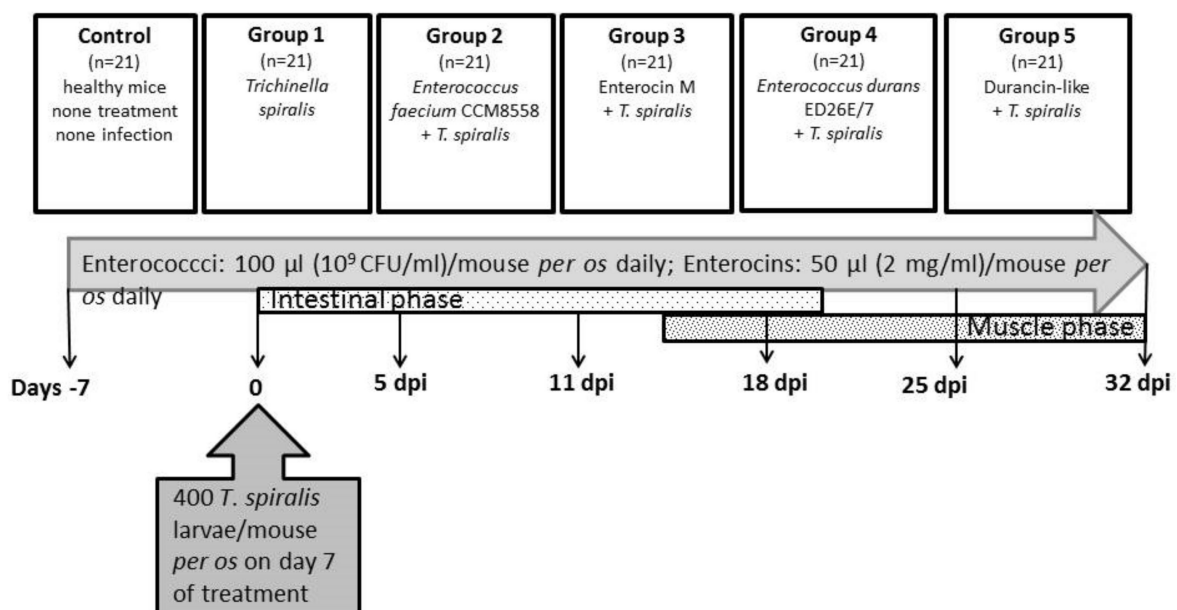 Control
(n=21)
healthy mice
none treatment
none infection
Group 1
(n=21)
Trichinella
spiralis
Group 2
(n=21)
Enterococcus
faecium CCM8558
+ T. spiralis
Group 3
(n=21)
Enterocin M
+ T. spiralis
Group 4
(n=21)
Enterococcus durans
ED26E/7
+ T. spiralis
Group 5
(n=21)
Durancin-like
+ T. spiralis
Enterococcci: 100 µl (10⁹ CFU/ml)/mouse per os daily; Enterocins: 50 µl (2 mg/ml)/mouse per
os daily
Intestinal phase
Muscle phase
Days -7
0
5 dpi
11 dpi
18 dpi
25 dpi
32 dpi
400 T. spiralis
larvae/mouse
per os on day 7
of treatment